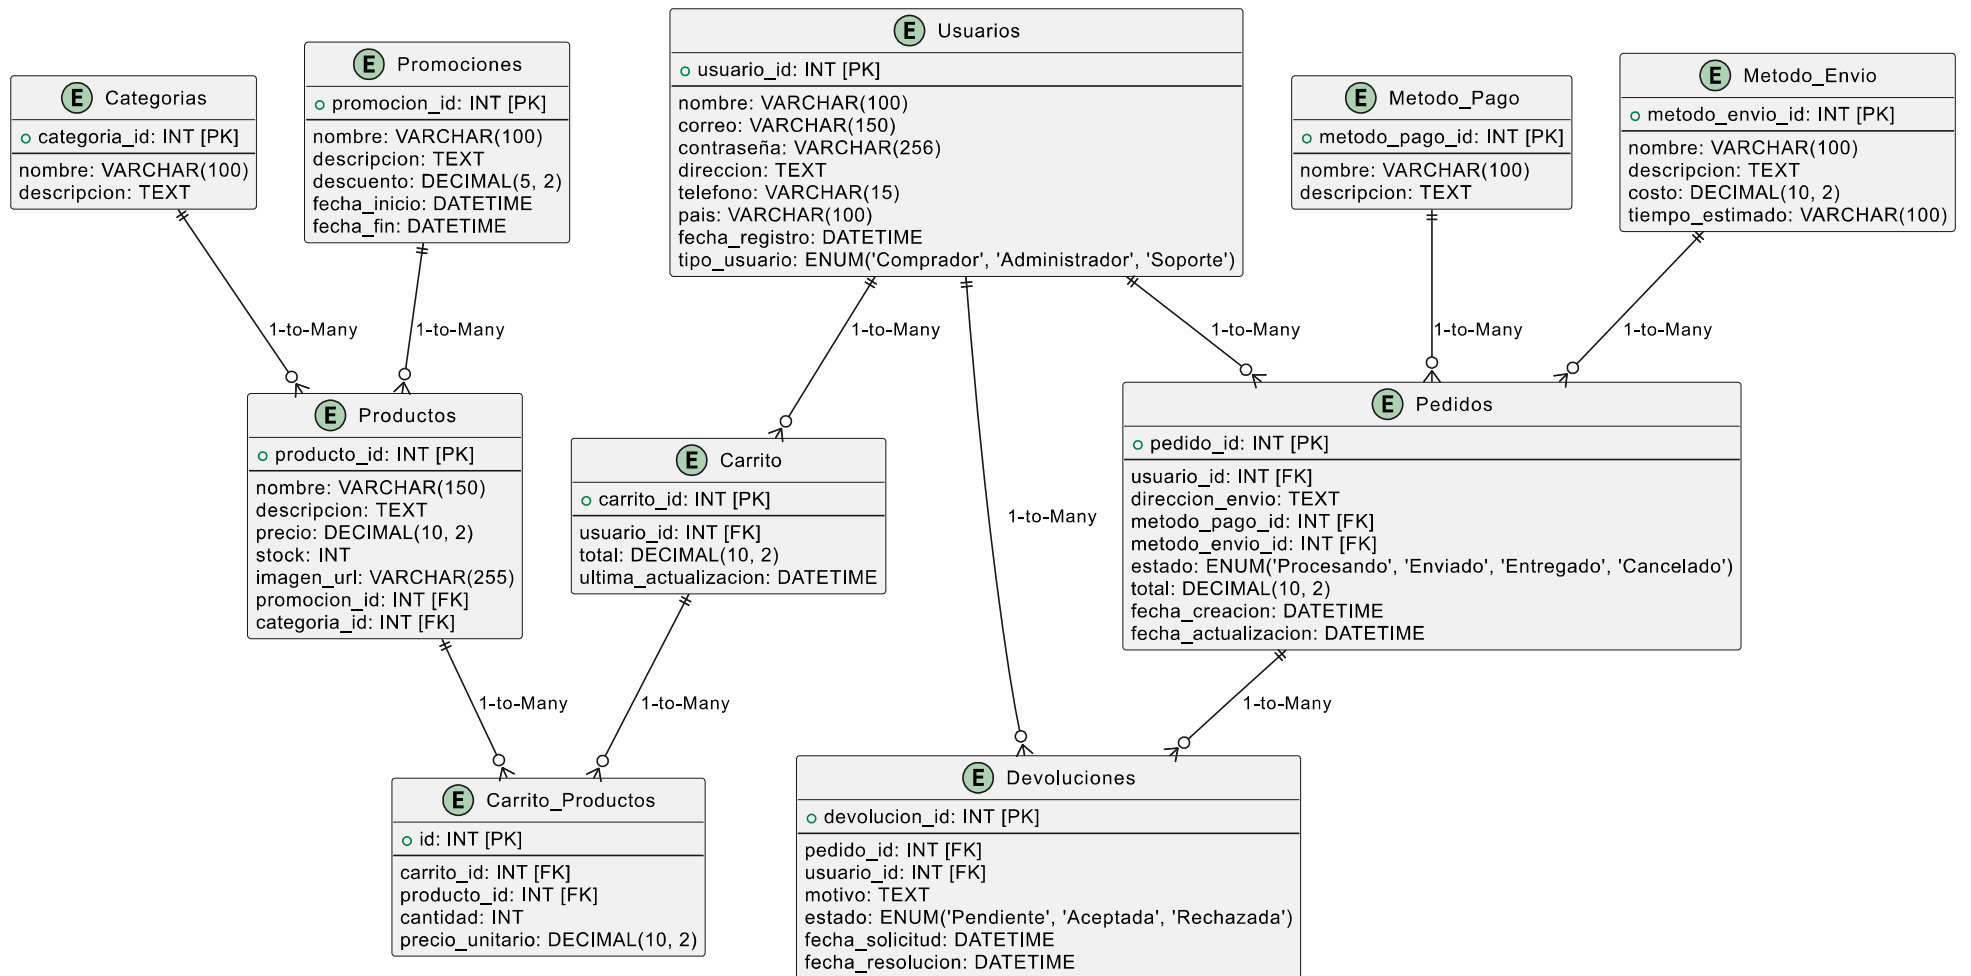 E Categorias
categoria_id: INT [PK]
nombre: VARCHAR(100)
descripcion: TEXT
E Promociones
promocion_id: INT [PK]
nombre: VARCHAR(100)
descripcion: TEXT
descuento: DECIMAL(5, 2)
fecha_inicio: DATETIME
fecha_fin: DATETIME
E Usuarios
usuario_id: INT [PK]
nombre: VARCHAR(100)
correo: VARCHAR(150)
contraseña: VARCHAR(256)
direccion: TEXT
telefono: VARCHAR(15)
pais: VARCHAR(100)
fecha_registro: DATETIME
tipo_usuario: ENUM('Comprador', 'Administrador', 'Soporte')
E Metodo_Pago
metodo_pago_id: INT [PK]
nombre: VARCHAR(100)
descripcion: TEXT
E Metodo_Envio
metodo_envio_id: INT [PK]
nombre: VARCHAR(100)
descripcion: TEXT
costo: DECIMAL(10, 2)
tiempo_estimado: VARCHAR(100)
1-to-Many
1-to-Many
1-to-Many
1-to-Many
1-to-Many
1-to-Many
E Productos
producto_id: INT [PK]
nombre: VARCHAR(150)
descripcion: TEXT
precio: DECIMAL(10, 2)
stock: INT
imagen_url: VARCHAR(255)
promocion_id: INT [FK]
categoria_id: INT [FK]
E Carrito
carrito_id: INT [PK]
usuario_id: INT [FK]
total: DECIMAL(10, 2)
ultima_actualizacion: DATETIME
1-to-Many
E Pedidos
pedido_id: INT [PK]
usuario_id: INT [FK]
direccion_envio: TEXT
metodo_pago_id: INT [FK]
metodo_envio_id: INT [FK]
estado: ENUM('Procesando', 'Enviado', 'Entregado', 'Cancelado')
total: DECIMAL(10, 2)
fecha_creacion: DATETIME
fecha_actualizacion: DATETIME
1-to-Many
1-to-Many
1-to-Many
E Carrito_Productos
id: INT [PK]
carrito_id: INT [FK]
producto_id: INT [FK]
cantidad: INT
precio_unitario: DECIMAL(10, 2)
E Devoluciones
devolucion_id: INT [PK]
pedido_id: INT [FK]
usuario_id: INT [FK]
motivo: TEXT
estado: ENUM('Pendiente', 'Aceptada', 'Rechazada')
fecha_solicitud: DATETIME
fecha_resolucion: DATETIME